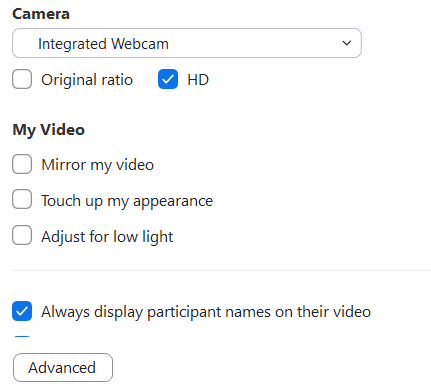 Camera
Integrated Webcam
Original ratio HD
My Video
Mirror my video
Touch up my appearance
Adjust for low light
Always display participant names on their video
Advanced